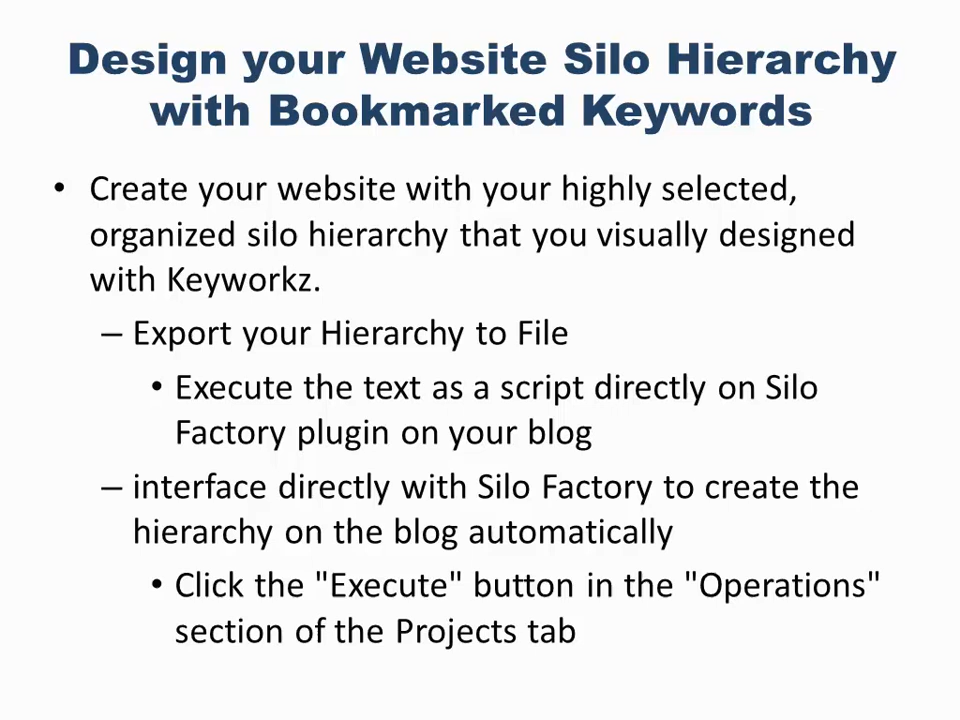 Design your Website Silo Hierarchy
with Bookmarked Keywords
• Create your website with your highly selected,
organized silo hierarchy that you visually designed
with Keyworkz.
– Export your Hierarchy to File
• Execute the text as a script directly on Silo
Factory plugin on your blog
– interface directly with Silo Factory to create the
hierarchy on the blog automatically
• Click the "Execute" button in the "Operations"
section of the Projects tab